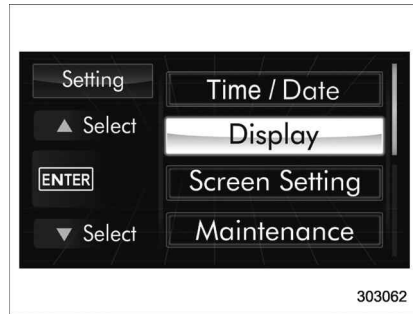 Setting
▲ Select
ENTER
▼ Select
Time / Date
Display
Screen Setting
Maintenance
303062